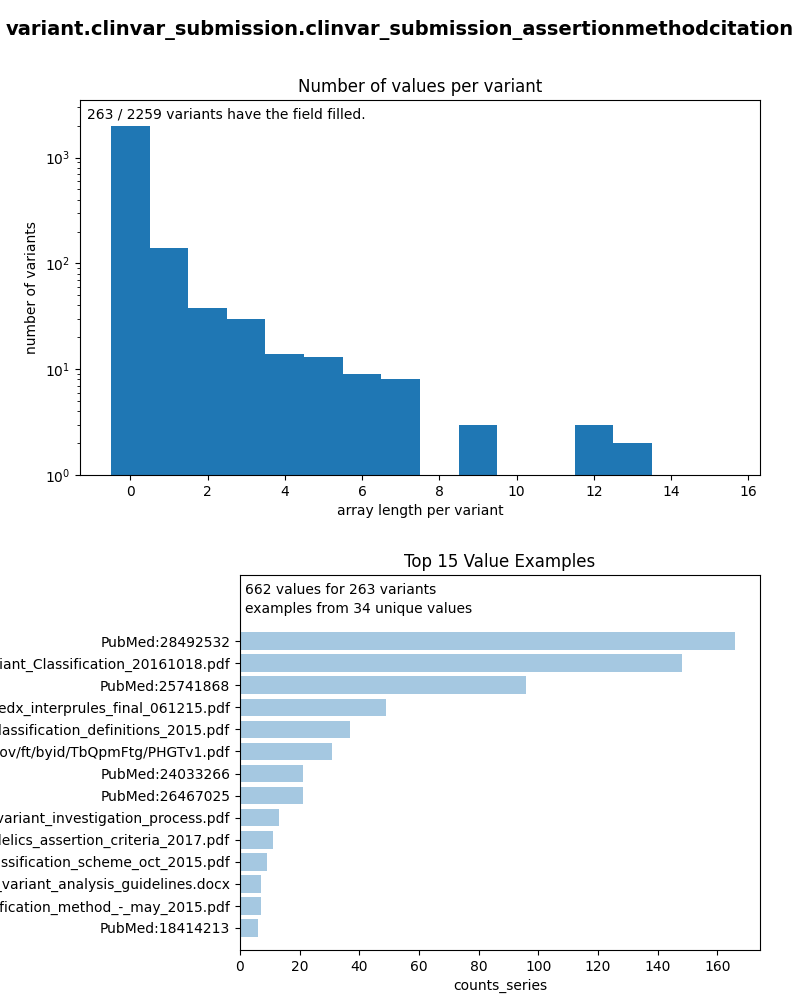 variant.clinvar_submission.clinvar_submission_assertionmethodcitation
Number of values per variant
263 / 2259 variants have the field filled.
10³
10²
10¹
10⁰
number of variants
0 2 4 6 8 10 12 14 16
array length per variant
Top 15 Value Examples
662 values for 263 variants
examples from 34 unique values
PubMed:28492532
iant_Classification_20161018.pdf
PubMed:25741868
edx_interprules_final_061215.pdf
lassification_definitions_2015.pdf
ov/ft/byid/TbQpmFtg/PHGTv1.pdf
PubMed:24033266
PubMed:26467025
variant_investigation_process.pdf
delics_assertion_criteria_2017.pdf
ssification_scheme_oct_2015.pdf
_variant_analysis_guidelines.docx
fication_method_-_may_2015.pdf
PubMed:18414213
0 20 40 60 80 100 120 140 160
counts_series